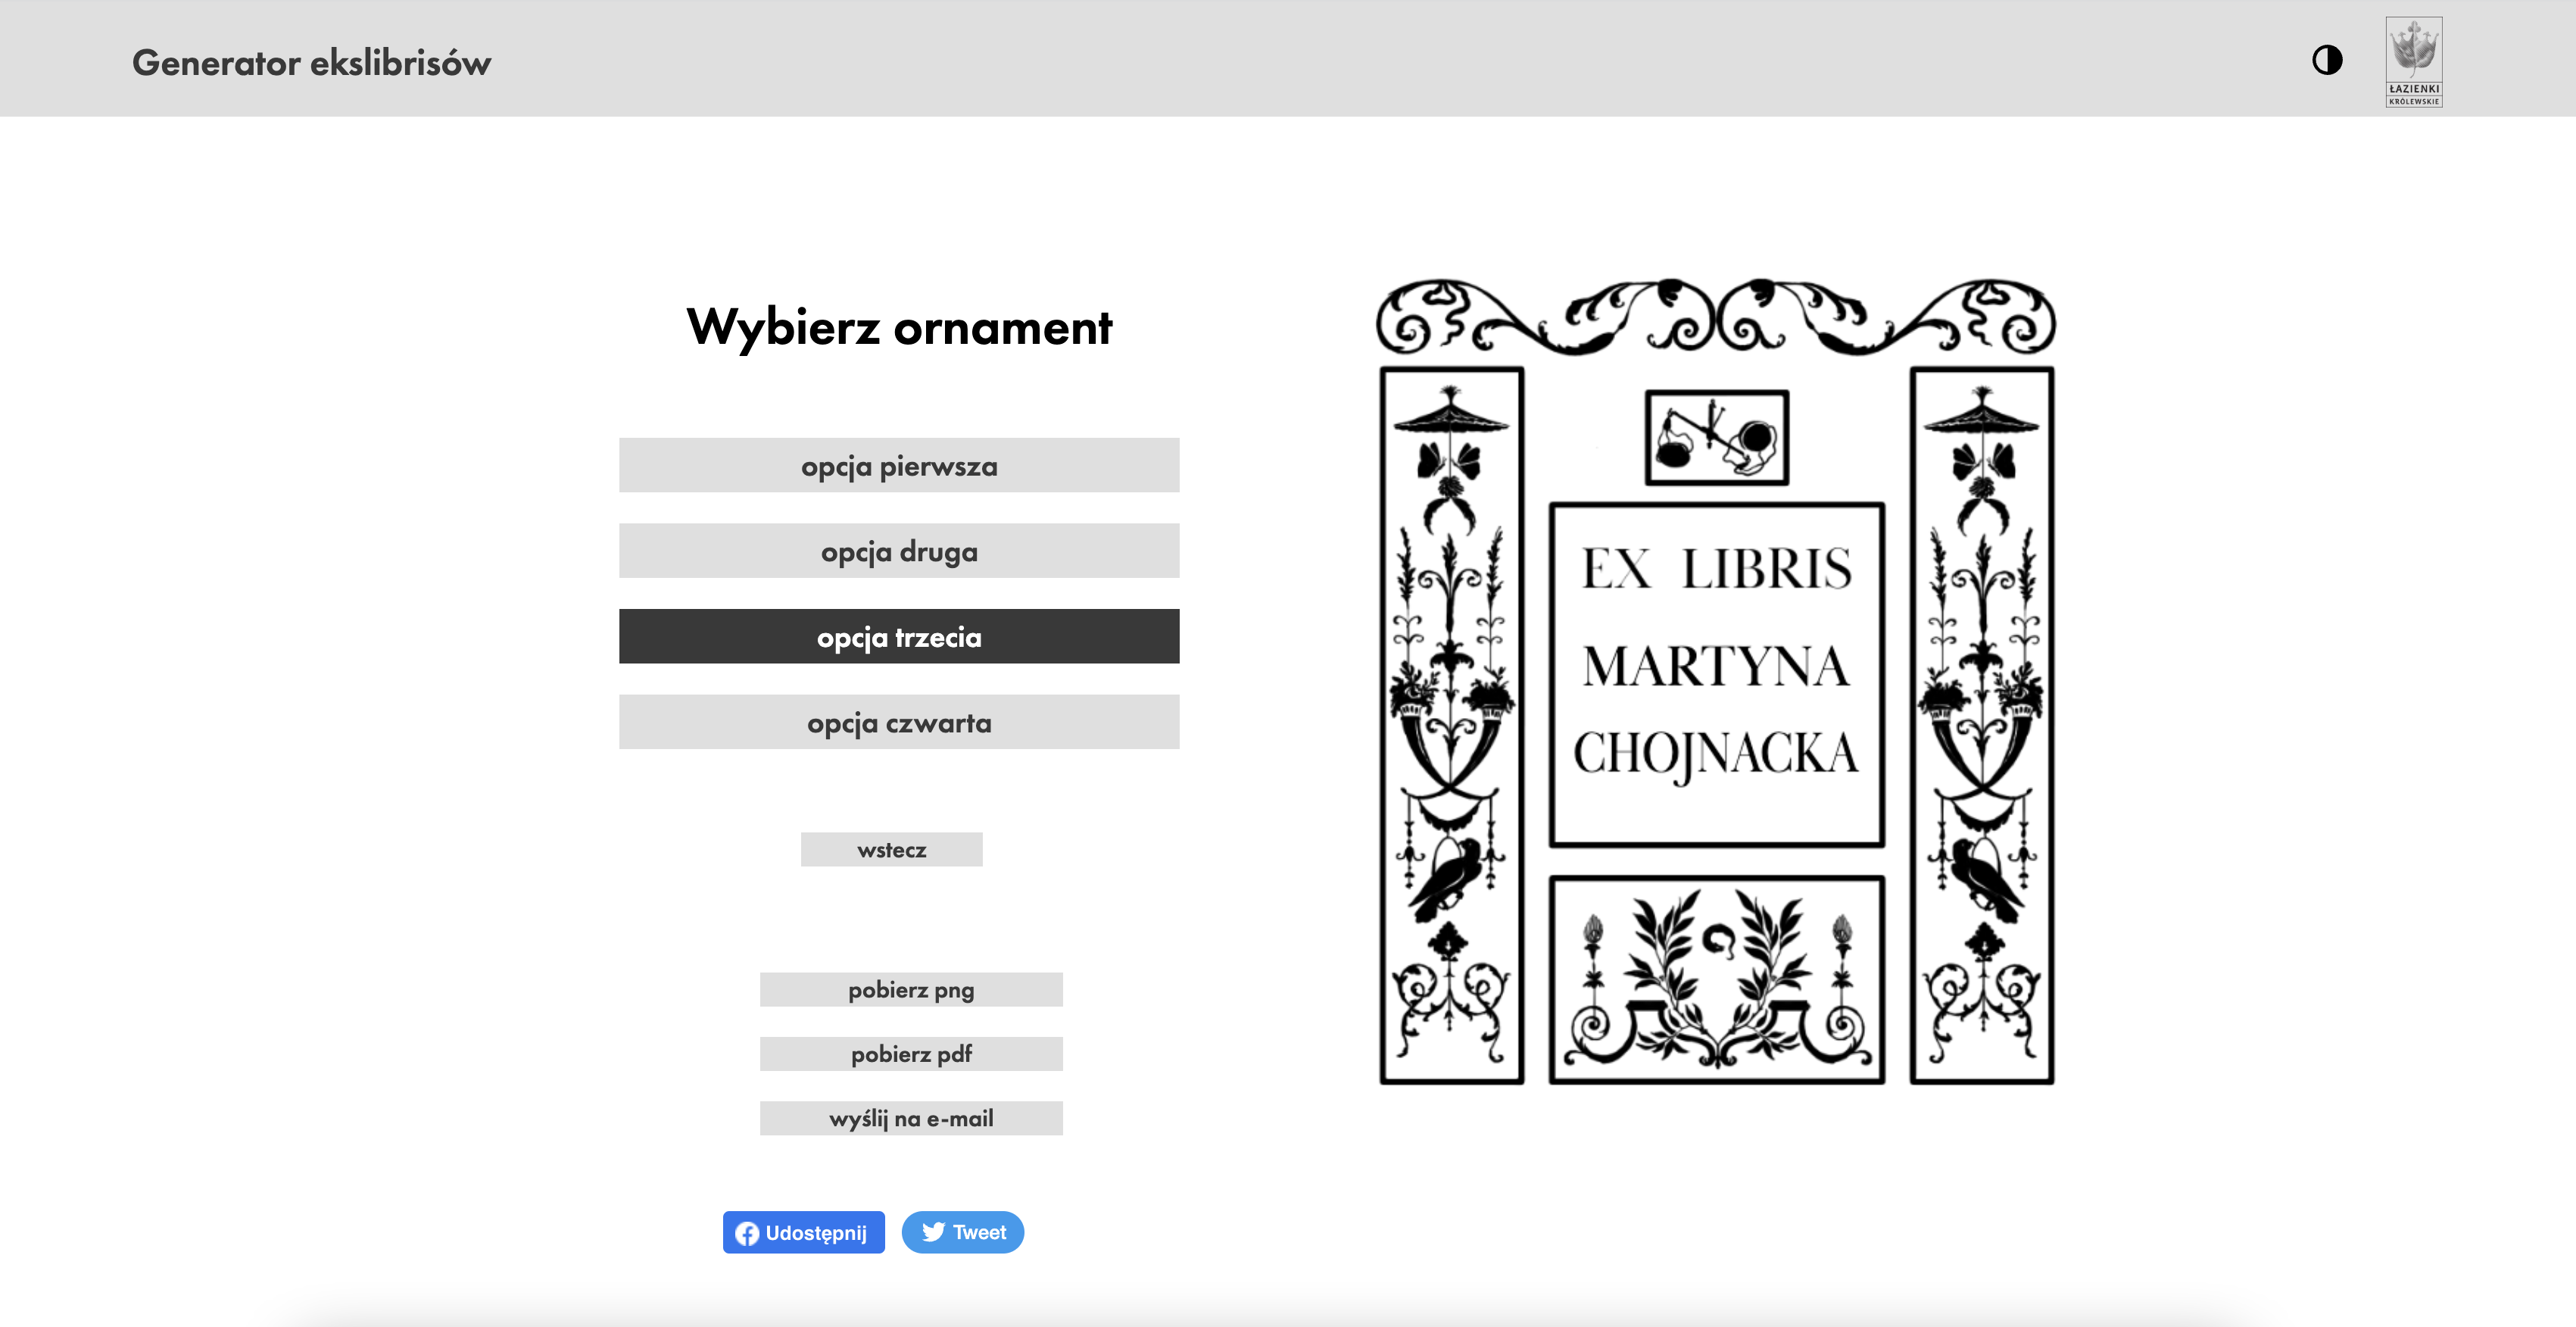 Generator ekslibrisów
ŁAZIENKI
KRÓLEWSKIE
Wybierz ornament
opcja pierwsza
opcja druga
opcja trzecia
opcja czwarta
wstecz
pobierz png
pobierz pdf
wyślij na e-mail
Udostępnij
Tweet
EX LIBRIS
MARTYNA
CHOJNACKA